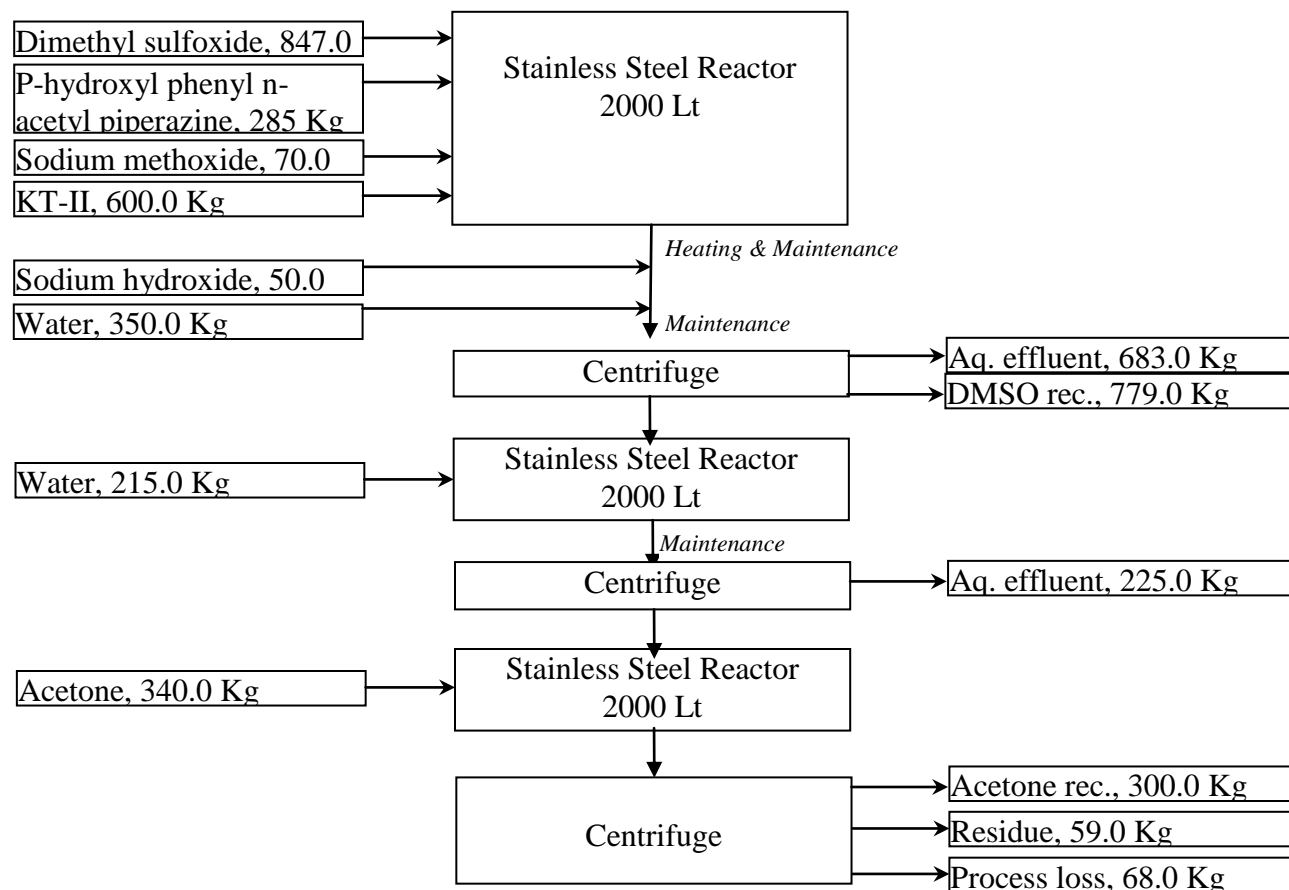 Dimethyl sulfoxide, 847.0
P-hydroxyl phenyl n-
acetyl piperazine, 285 Kg
Sodium methoxide, 70.0
KT-II, 600.0 Kg
Stainless Steel Reactor
2000 Lt
Heating & Maintenance
Sodium hydroxide, 50.0
Water, 350.0 Kg
Maintenance
Centrifuge
Aq. effluent, 683.0 Kg
DMSO rec., 779.0 Kg
Stainless Steel Reactor
2000 Lt
Water, 215.0 Kg
Maintenance
Centrifuge
Aq. effluent, 225.0 Kg
Stainless Steel Reactor
2000 Lt
Acetone, 340.0 Kg
Centrifuge
Acetone rec., 300.0 Kg
Residue, 59.0 Kg
Process loss, 68.0 Kg